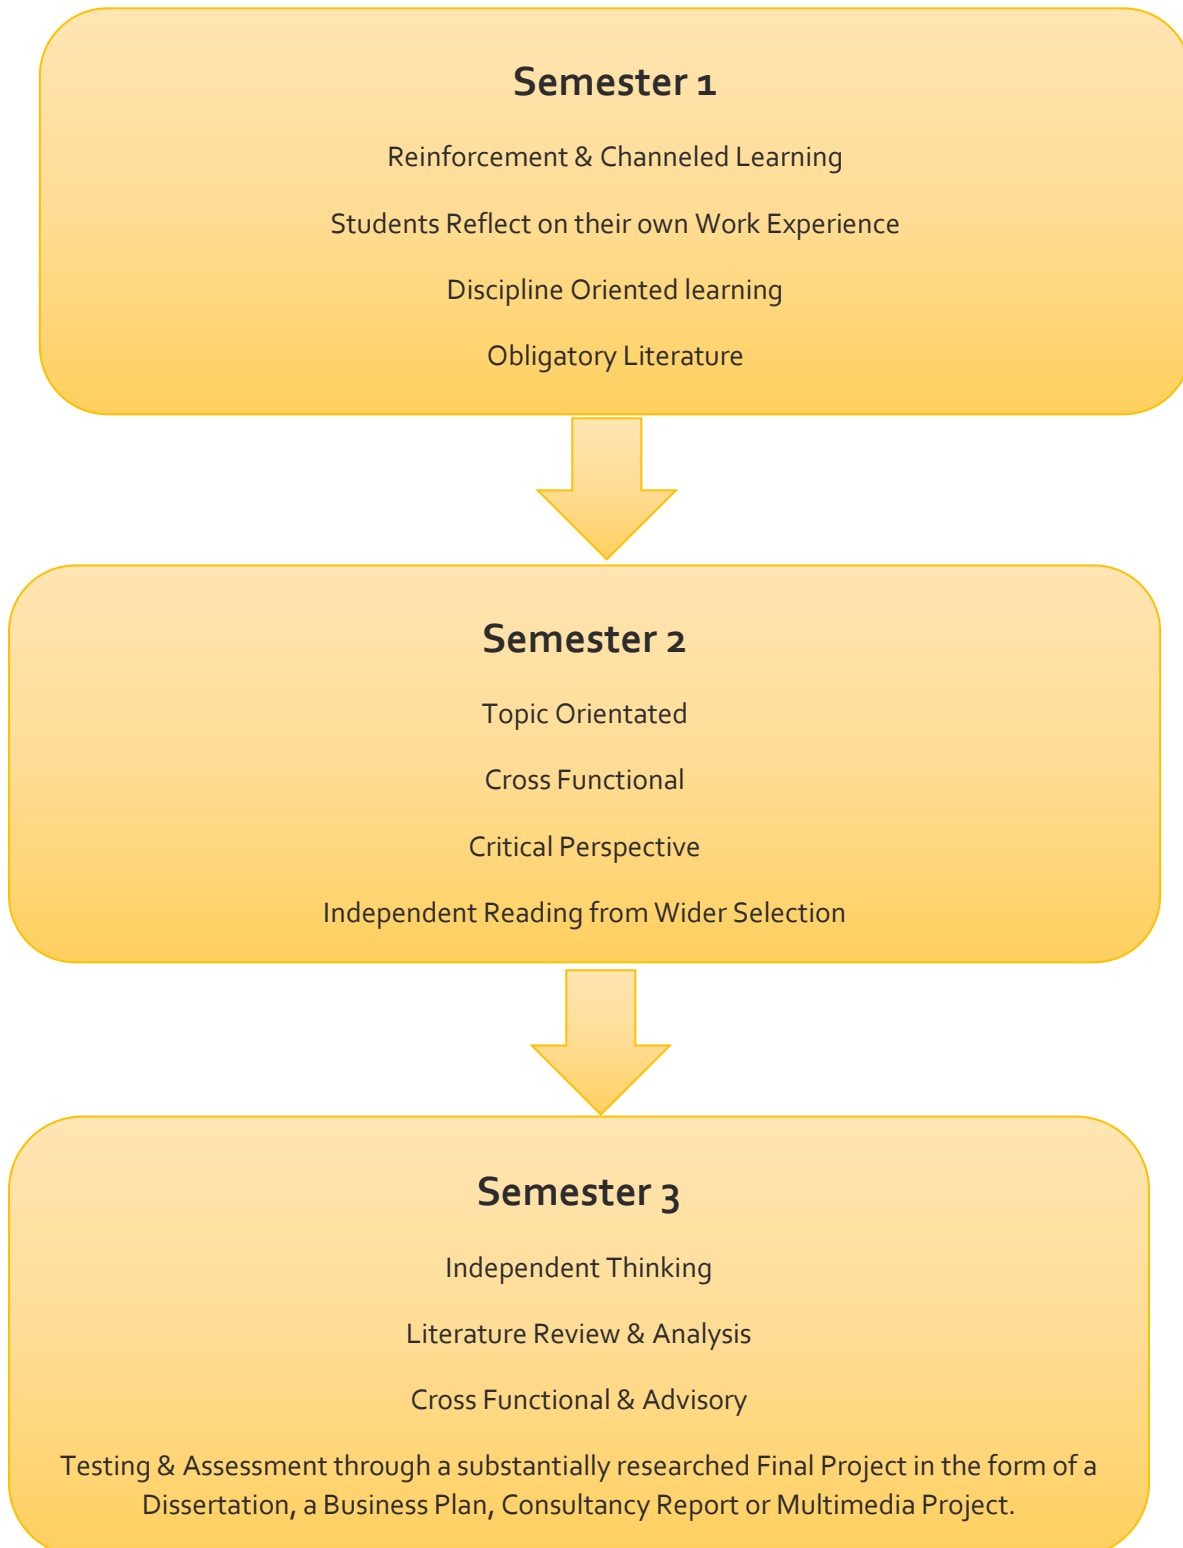 Semester 1
Reinforcement & Channeled Learning
Students Reflect on their own Work Experience
Discipline Oriented learning
Obligatory Literature
Semester 2
Topic Orientated
Cross Functional
Critical Perspective
Independent Reading from Wider Selection
Semester 3
Independent Thinking
Literature Review & Analysis
Cross Functional & Advisory
Testing & Assessment through a substantially researched Final Project in the form of a
Dissertation, a Business Plan, Consultancy Report or Multimedia Project.